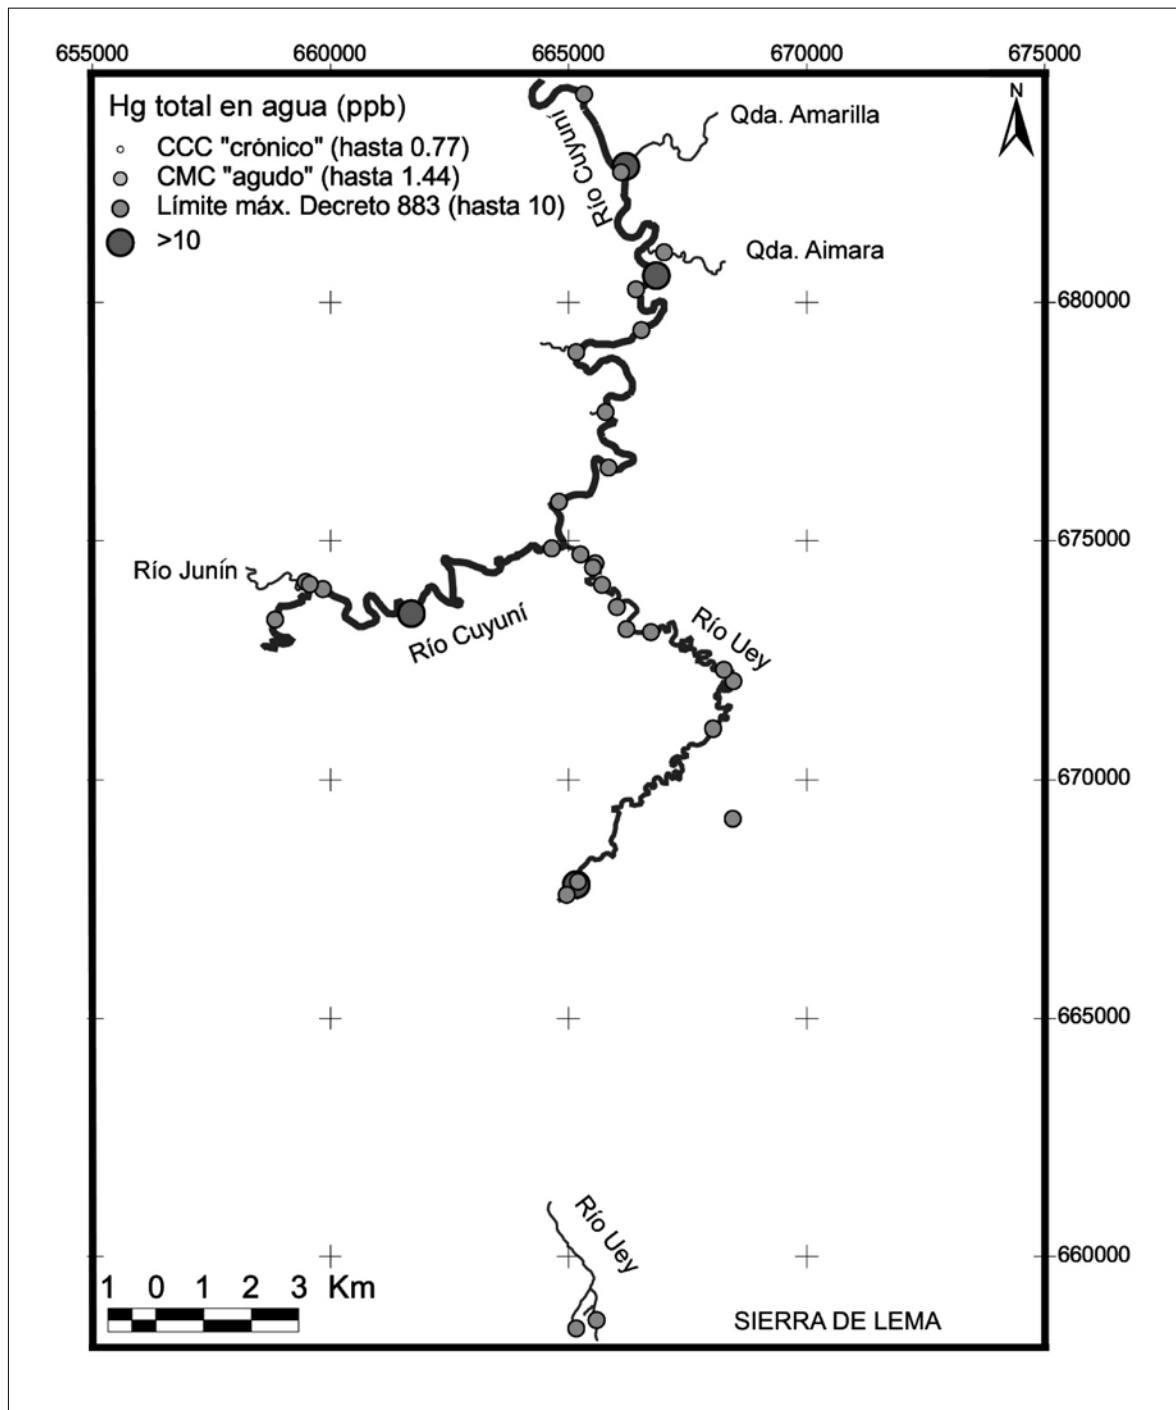 655000 660000 665000 670000 675000
Hg total en agua (ppb)
CCC "crónico" (hasta 0.77)
CMC "agudo" (hasta 1.44)
Límite máx. Decreto 883 (hasta 10)
>10
N
Qda. Amarilla
Río Cuyuní
Qda. Aimara
680000
675000
Río Junín
Río Cuyuní
Río Uey
670000
665000
Río Uey
660000
1 0 1 2 3 Km
SIERRA DE LEMA